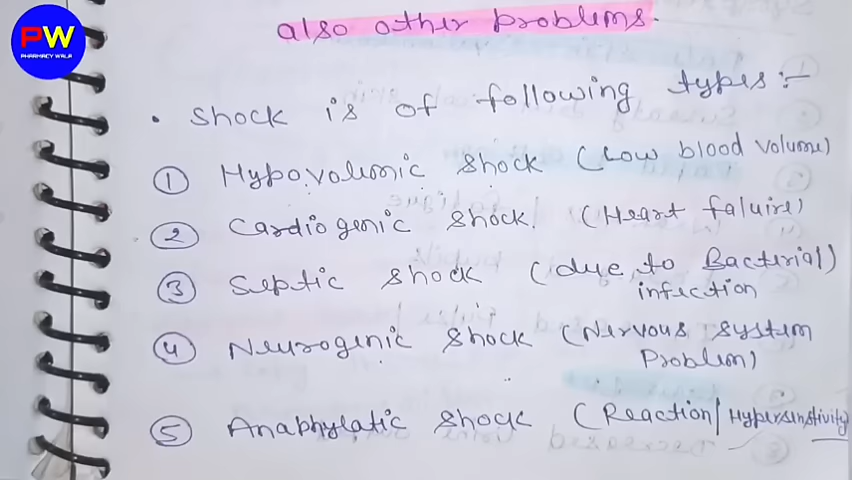 PW
PHARMACY WALA
also other problems.
• Shock is of following types:-
① Hypovolemic shock (Low blood volume)
② Cardiogenic shock. (Heart faluire)
③ Septic shock (due to Bacterial)
infection
④ Neurogenic shock (Nervous system
Problem)
⑤ Anaphylatic shock (Reaction/Hypersenstivity)